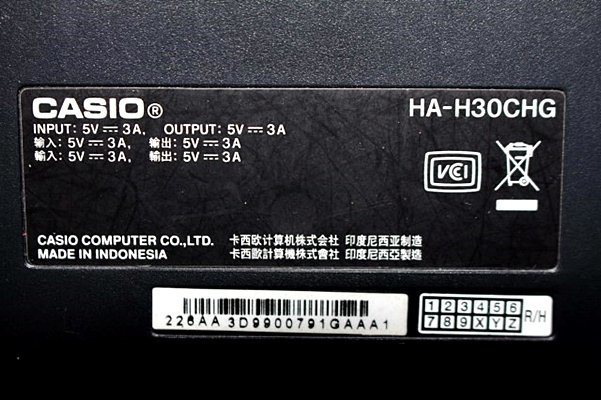 CASIO® HA-H30CHG
INPUT: 5V ⎓ 3A, OUTPUT: 5V ⎓ 3A
输入: 5V ⎓ 3A, 输出: 5V ⎓ 3A
輸入: 5V ⎓ 3A, 輸出: 5V ⎓ 3A
VCI
CASIO COMPUTER CO.,LTD. 卡西欧计算机株式会社 印度尼西亚制造
MADE IN INDONESIA 卡西歐計算機株式會社 印度尼西亞製造
226AA 3D9900791GAAA1
1 2 3 4 5 6
7 8 9 X Y Z R/H